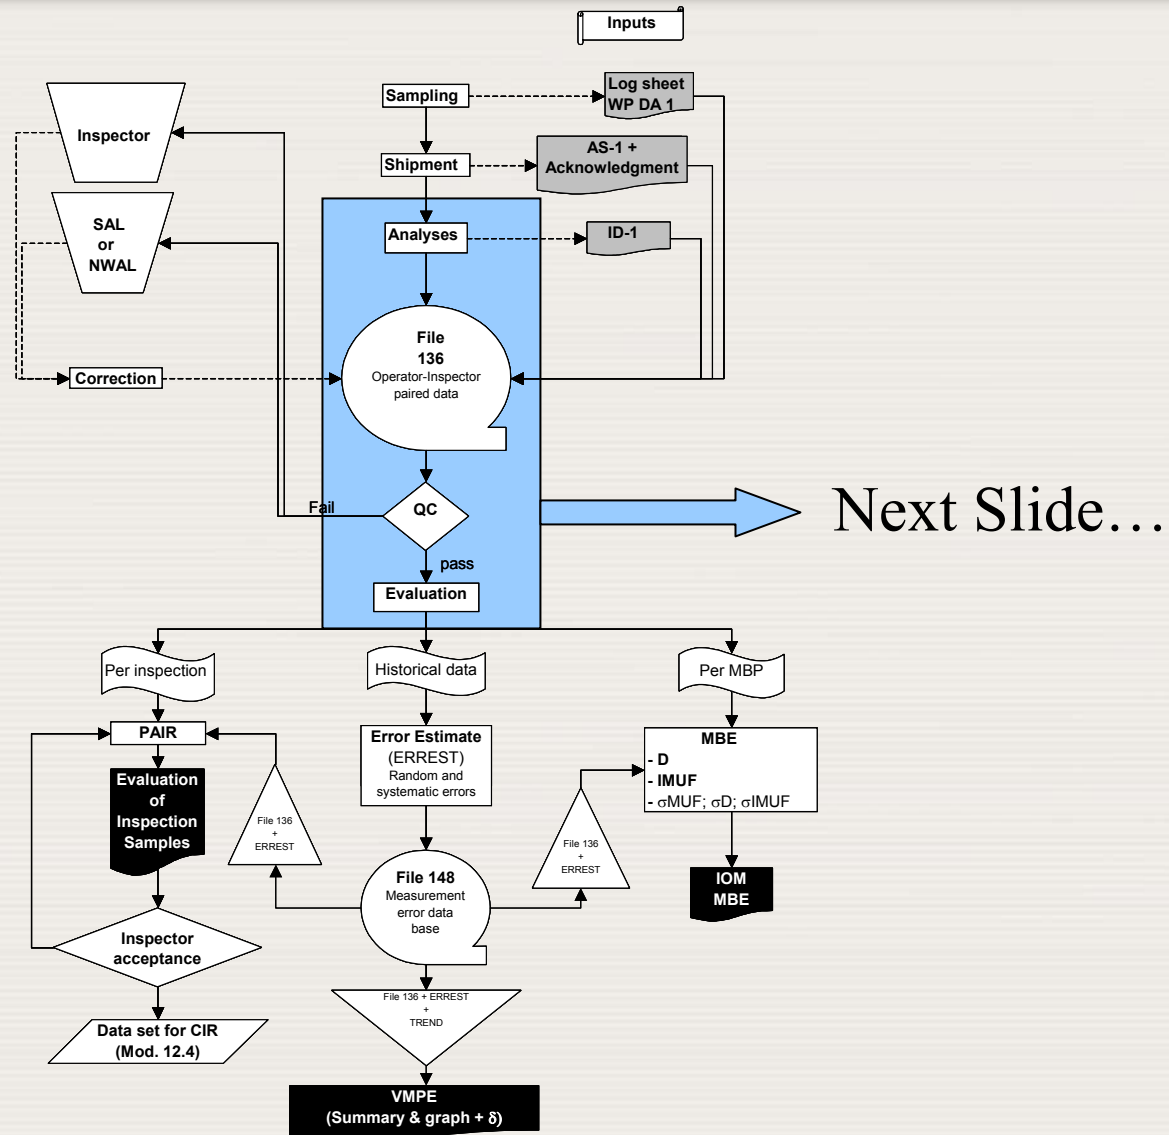 Inputs
Sampling
Log sheet
WP DA 1
Inspector
Shipment
AS-1 +
Acknowledgment
SAL
or
NWAL
Analyses
ID-1
File
136
Operator-Inspector
paired data
Correction
Fail
QC
Next Slide…
pass
Evaluation
Per inspection
Historical data
Per MBP
PAIR
Error Estimate
(ERREST)
Random and
systematic errors
MBE
- D
- IMUF
- σMUF; σD; σIMUF
Evaluation
of
Inspection
Samples
File 136
+
ERREST
File 136
+
ERREST
File 148
Measurement
error data
base
IOM
MBE
Inspector
acceptance
File 136 + ERREST
+
TREND
Data set for CIR
(Mod. 12.4)
VMPE
(Summary & graph + δ)